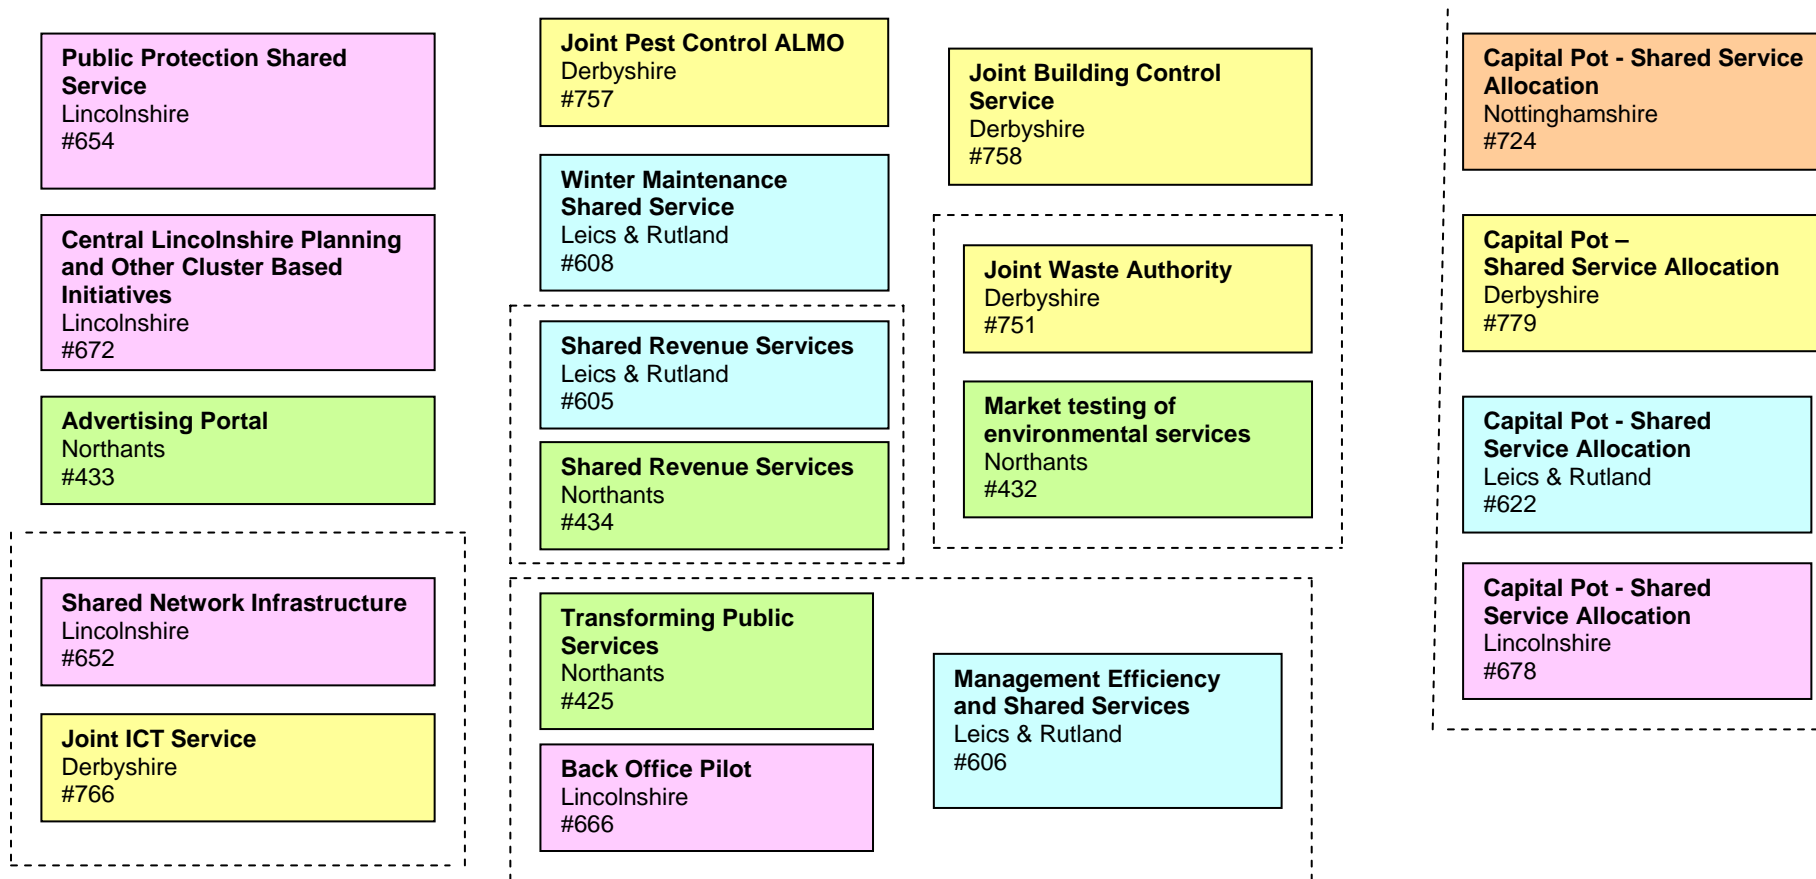 Public Protection Shared
Service
Lincolnshire
#654
Central Lincolnshire Planning
and Other Cluster Based
Initiatives
Lincolnshire
#672
Advertising Portal
Northants
#433
Shared Network Infrastructure
Lincolnshire
#652
Joint ICT Service
Derbyshire
#766
Joint Pest Control ALMO
Derbyshire
#757
Winter Maintenance
Shared Service
Leics & Rutland
#608
Shared Revenue Services
Leics & Rutland
#605
Shared Revenue Services
Northants
#434
Transforming Public
Services
Northants
#425
Back Office Pilot
Lincolnshire
#666
Joint Building Control
Service
Derbyshire
#758
Joint Waste Authority
Derbyshire
#751
Market testing of
environmental services
Northants
#432
Management Efficiency
and Shared Services
Leics & Rutland
#606
Capital Pot - Shared Service
Allocation
Nottinghamshire
#724
Capital Pot –
Shared Service Allocation
Derbyshire
#779
Capital Pot - Shared
Service Allocation
Leics & Rutland
#622
Capital Pot - Shared
Service Allocation
Lincolnshire
#678